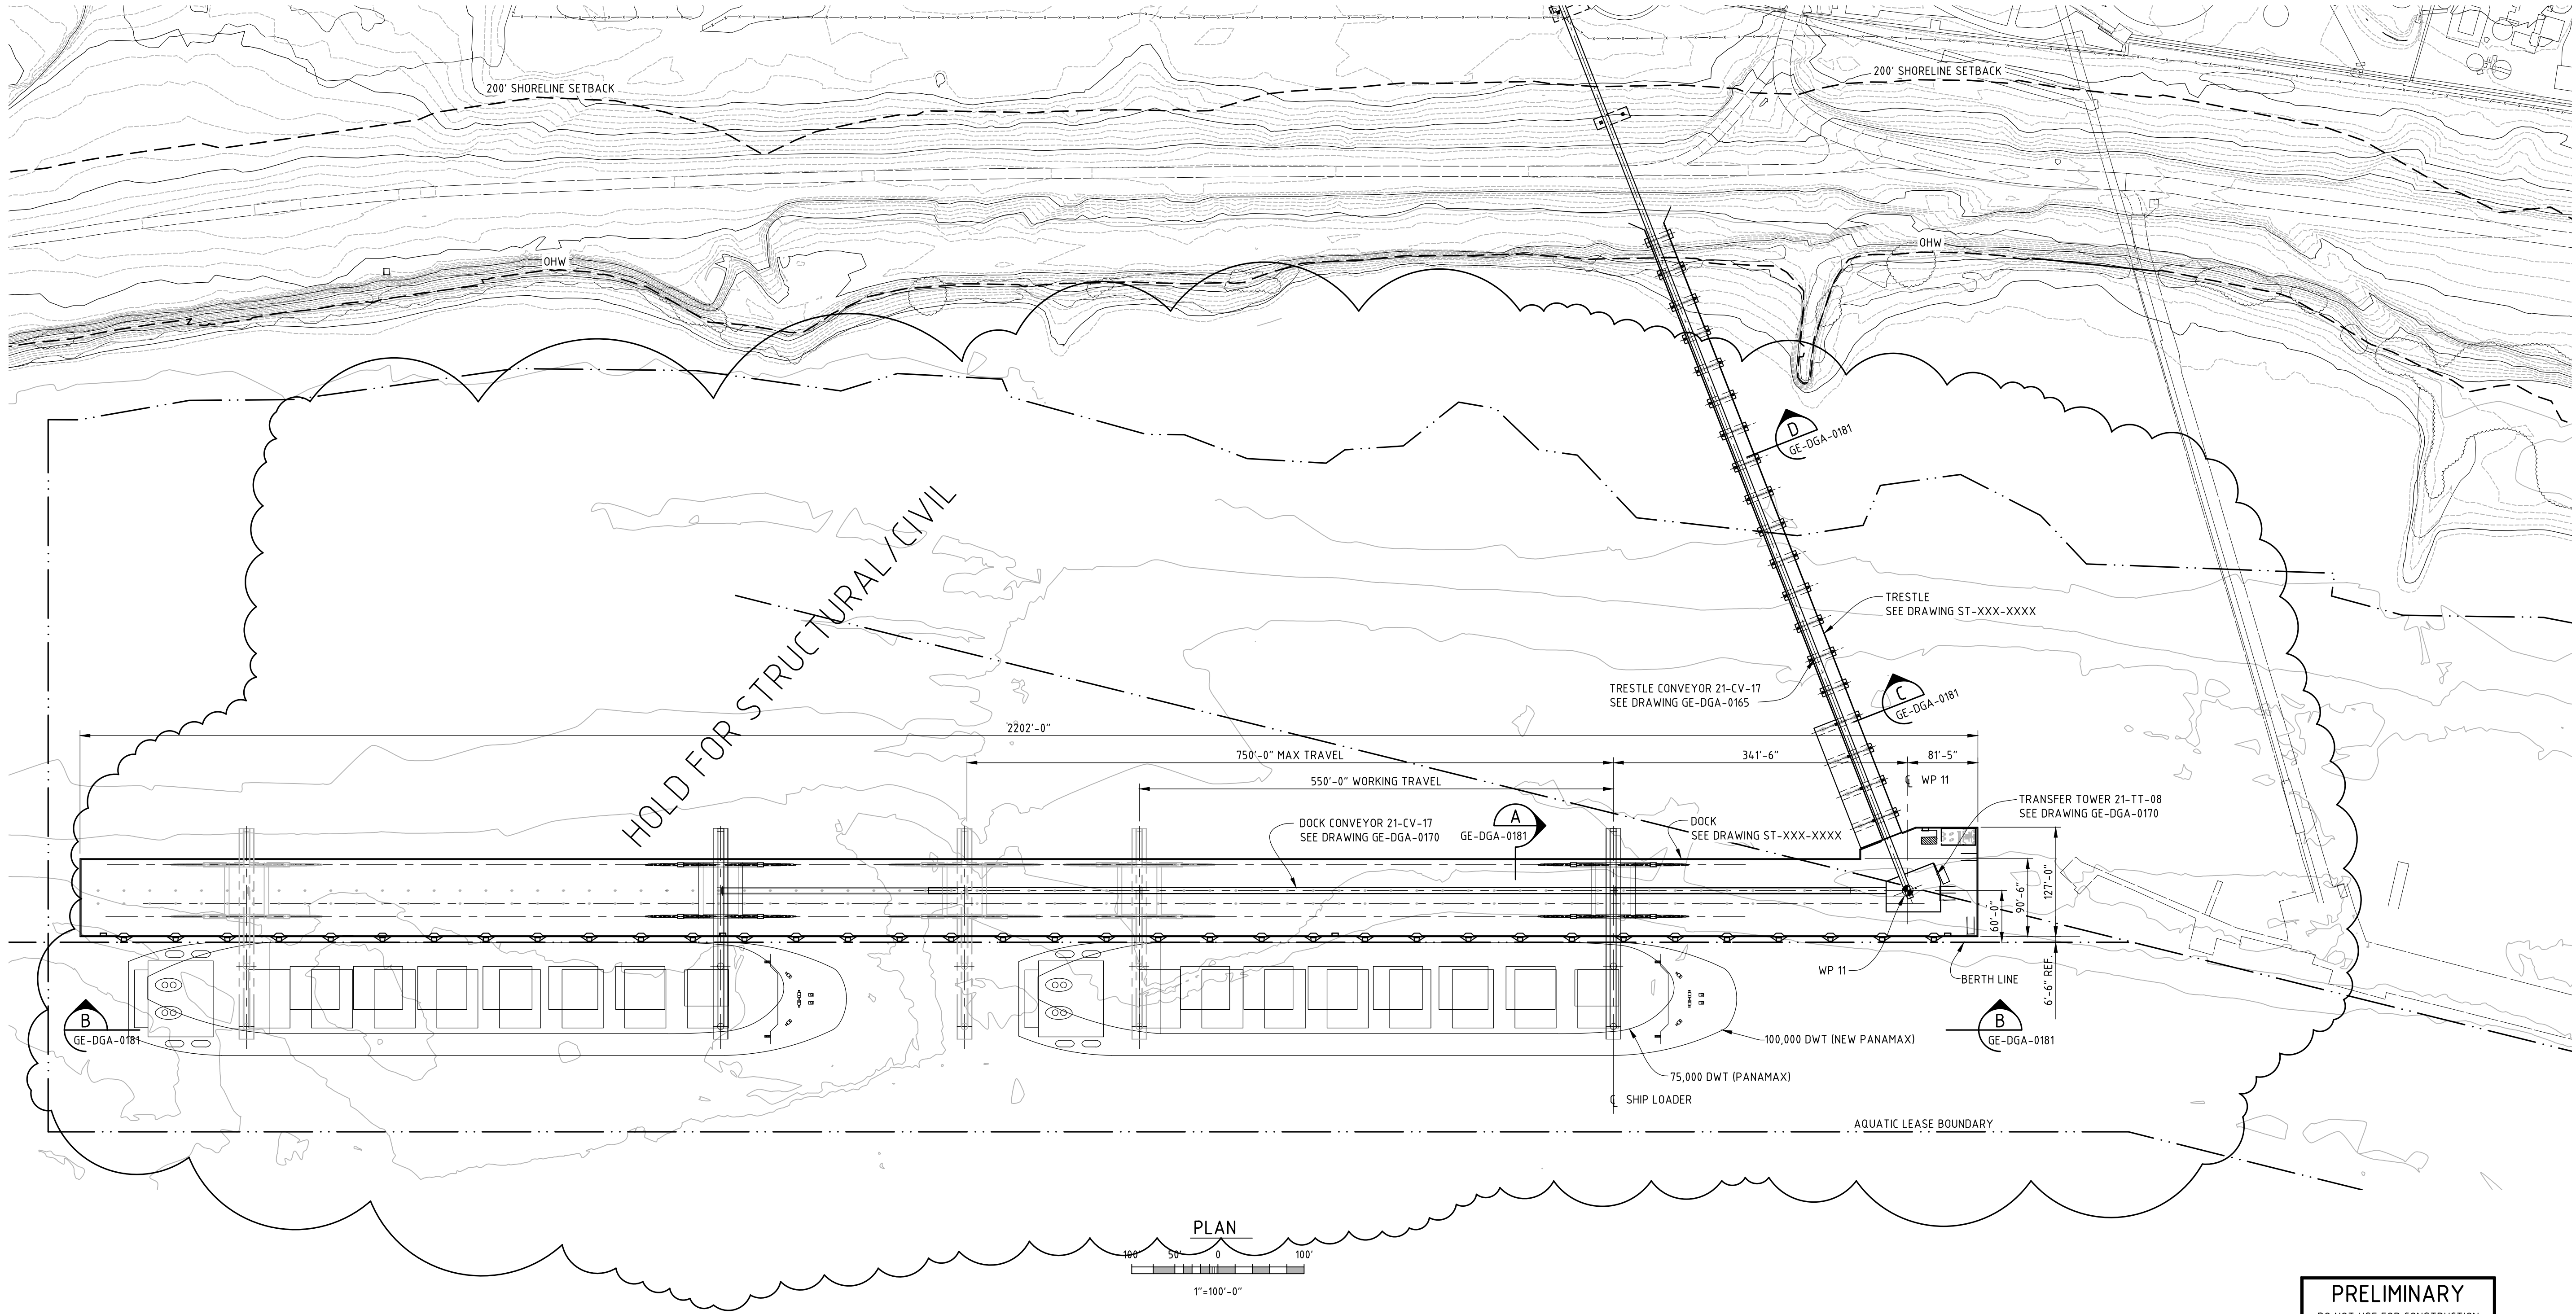 200' SHORELINE SETBACK
200' SHORELINE SETBACK
OHW
OHW
HOLD FOR STRUCTURAL/CIVIL
D
GE-DGA-0181
TRESTLE
SEE DRAWING ST-XXX-XXXX
TRESTLE CONVEYOR 21-CV-17
SEE DRAWING GE-DGA-0165
C
GE-DGA-0181
2202'-0"
750'-0" MAX TRAVEL
341'-6"
81'-5"
550'-0" WORKING TRAVEL
℄ WP 11
TRANSFER TOWER 21-TT-08
SEE DRAWING GE-DGA-0170
DOCK CONVEYOR 21-CV-17
SEE DRAWING GE-DGA-0170
A
GE-DGA-0181
DOCK
SEE DRAWING ST-XXX-XXXX
60'-0"
90'-6"
127'-0"
WP 11
BERTH LINE
6'-6" REF.
B
GE-DGA-0181
B
GE-DGA-0181
100,000 DWT (NEW PANAMAX)
75,000 DWT (PANAMAX)
℄ SHIP LOADER
AQUATIC LEASE BOUNDARY
PLAN
100 50' 0 100'
1"=100'-0"
PRELIMINARY